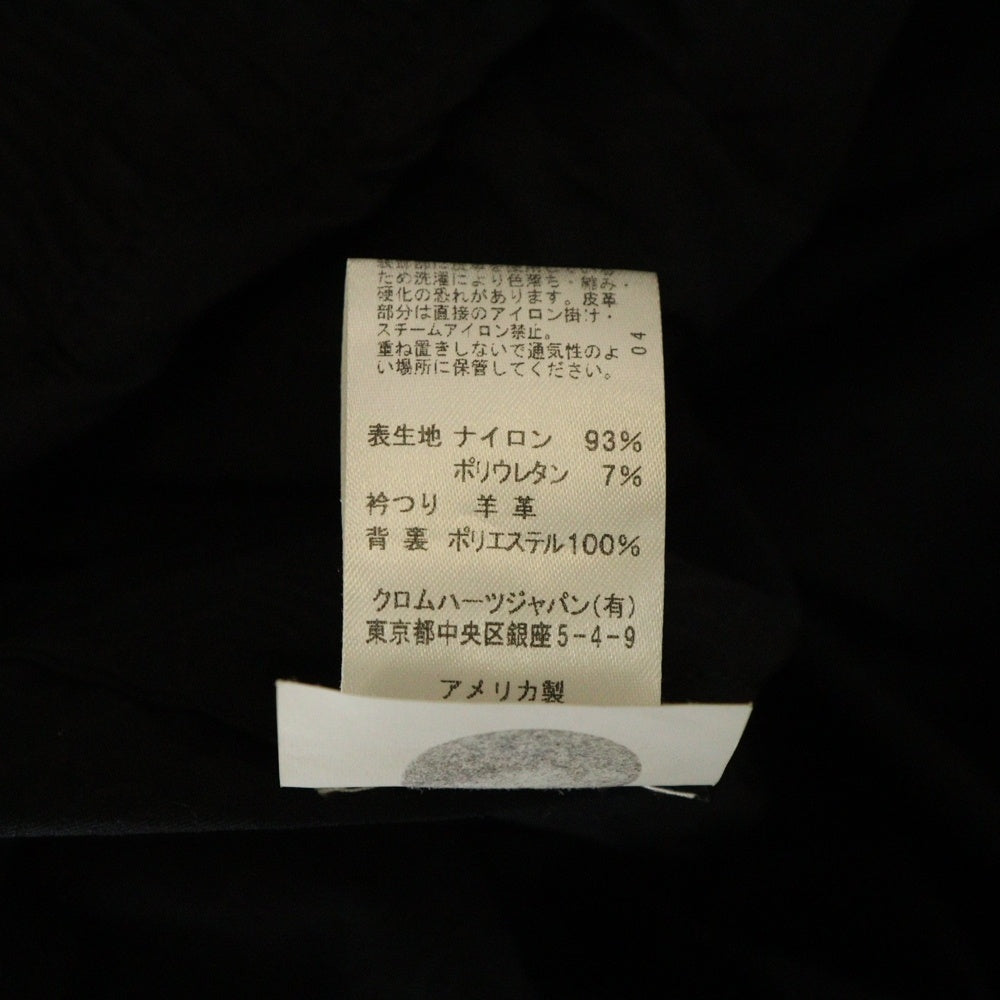 ため洗濯により色落ち・縮み・
硬化の恐れがあります。皮革
部分は直接のアイロン掛け・
スチームアイロン禁止。
重ね置きしないで通気性のよ
い場所に保管してください。
04
表生地 ナイロン 93%
ポリウレタン 7%
衿つり 羊革
背裏 ポリエステル100%
クロムハーツジャパン(有)
東京都中央区銀座5-4-9
アメリカ製